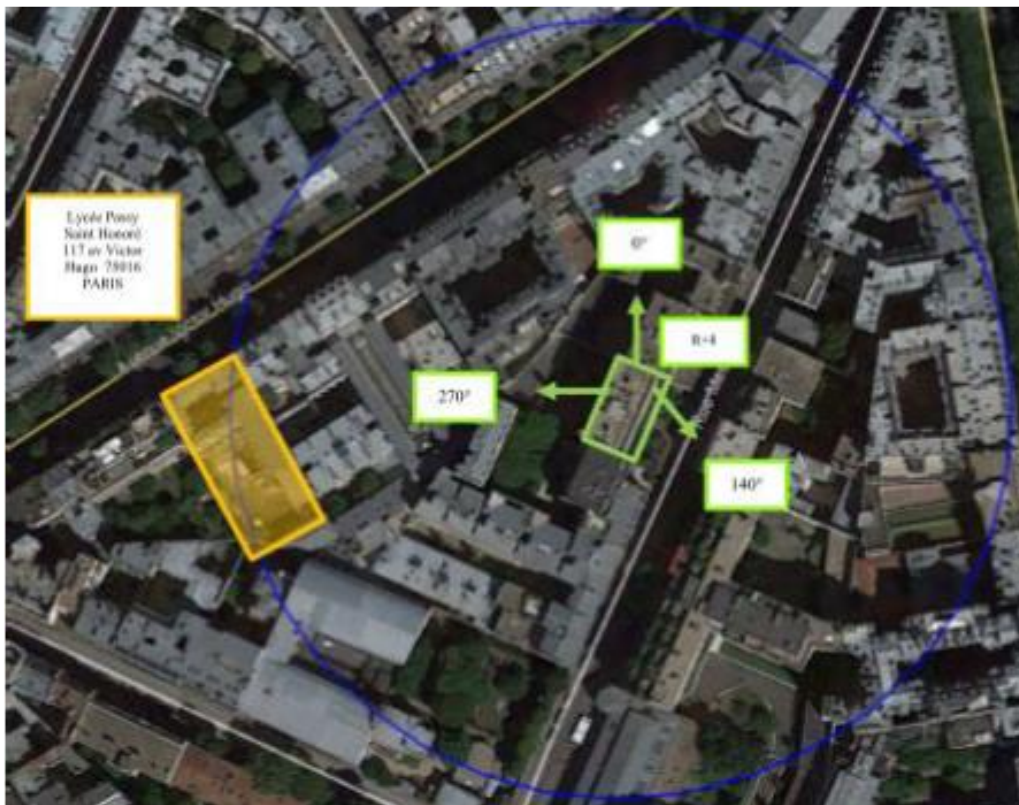 Lycée Passy
Saint Honoré
117 av Victor
Hugo 75016
PARIS
0°
R+4
270°
140°